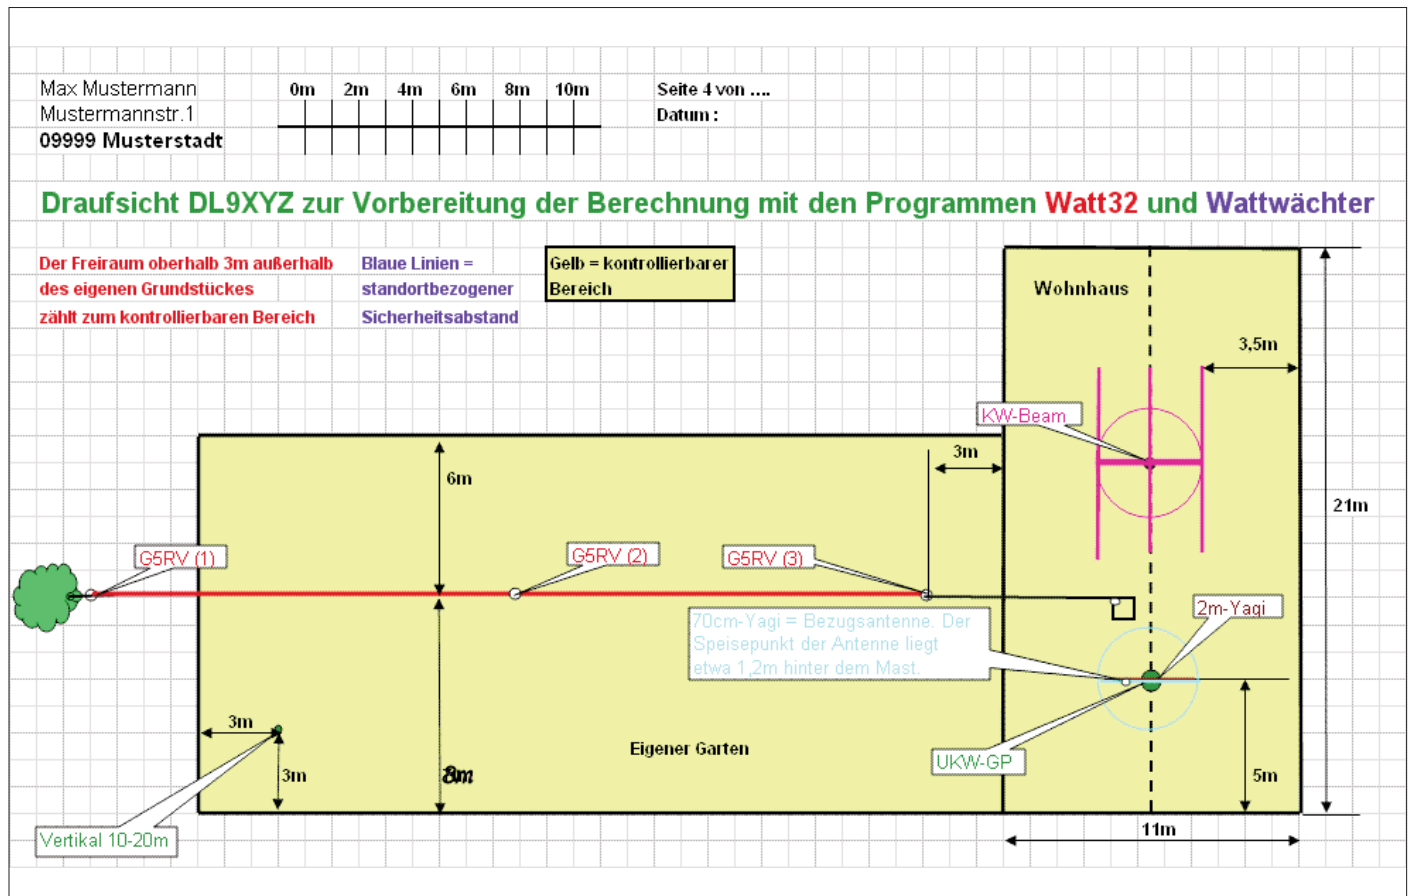 Max Mustermann
Mustermannstr.1
09999 Musterstadt
0m 2m 4m 6m 8m 10m
Seite 4 von ....
Datum :
Draufsicht DL9XYZ zur Vorbereitung der Berechnung mit den Programmen Watt32 und Wattwächter
Der Freiraum oberhalb 3m außerhalb
des eigenen Grundstückes
zählt zum kontrollierbaren Bereich
Blaue Linien =
standortbezogener
Sicherheitsabstand
Gelb = kontrollierbarer
Bereich
Wohnhaus
3,5m
KW-Beam
3m
6m
21m
G5RV (1)
G5RV (2)
G5RV (3)
2m-Yagi
70cm-Yagi = Bezugsantenne. Der
Speisepunkt der Antenne liegt
etwa 1,2m hinter dem Mast.
3m
Eigener Garten
UKW-GP
3m
5m
Vertikal 10-20m
11m